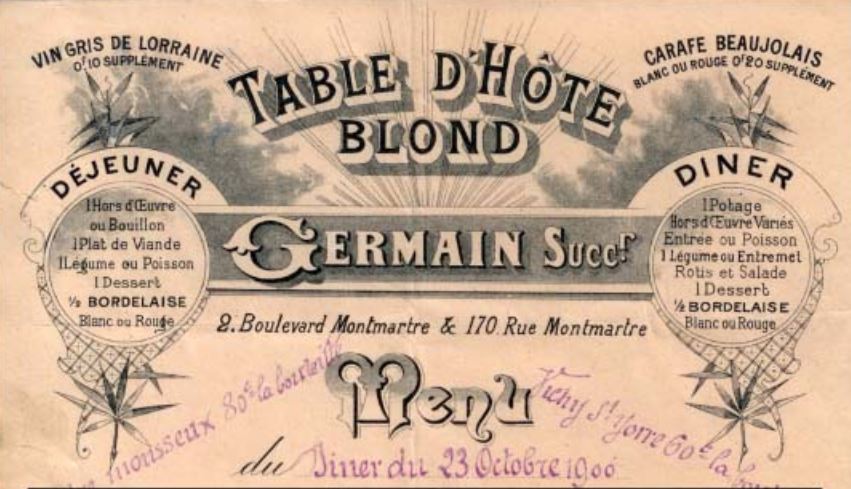 VIN GRIS DE LORRAINE
0f10 SUPPLÉMENT
CARAFE BEAUJOLAIS
BLANC OU ROUGE 0f20 SUPPLÉMENT
TABLE D'HÔTE
BLOND
DÉJEUNER
1 Hors d'Œuvre
ou Bouillon
1 Plat de Viande
1 Légume ou Poisson
1 Dessert
½ BORDELAISE
Blanc ou Rouge
DINER
1 Potage
Hors d'Œuvre Variés
Entrée ou Poisson
1 Légume ou Entremet
Rotis et Salade
1 Dessert
½ BORDELAISE
Blanc ou Rouge
GERMAIN Succr.
2. Boulevard Montmartre & 170. Rue Montmartre
mousseux 80c la bouteille
Menu
Vichy St Yorre 60c la
du Diner du 23 Octobre 1900